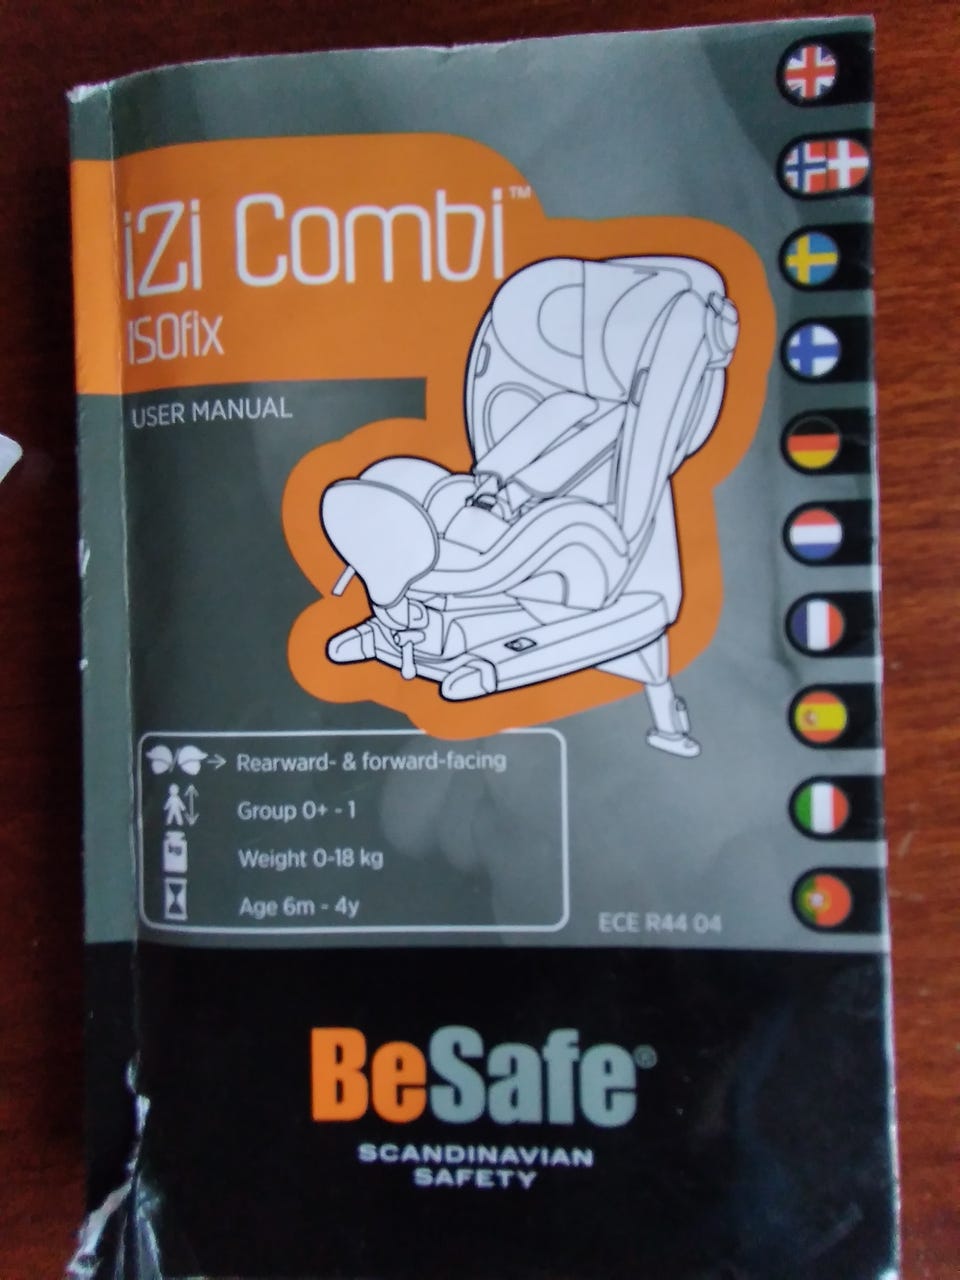 iZi Combi™
ISOfix
USER MANUAL
Rearward- & forward-facing
Group 0+ - 1
kg
Weight 0-18 kg
Age 6m - 4y
ECE R44 04
BeSafe®
SCANDINAVIAN
SAFETY